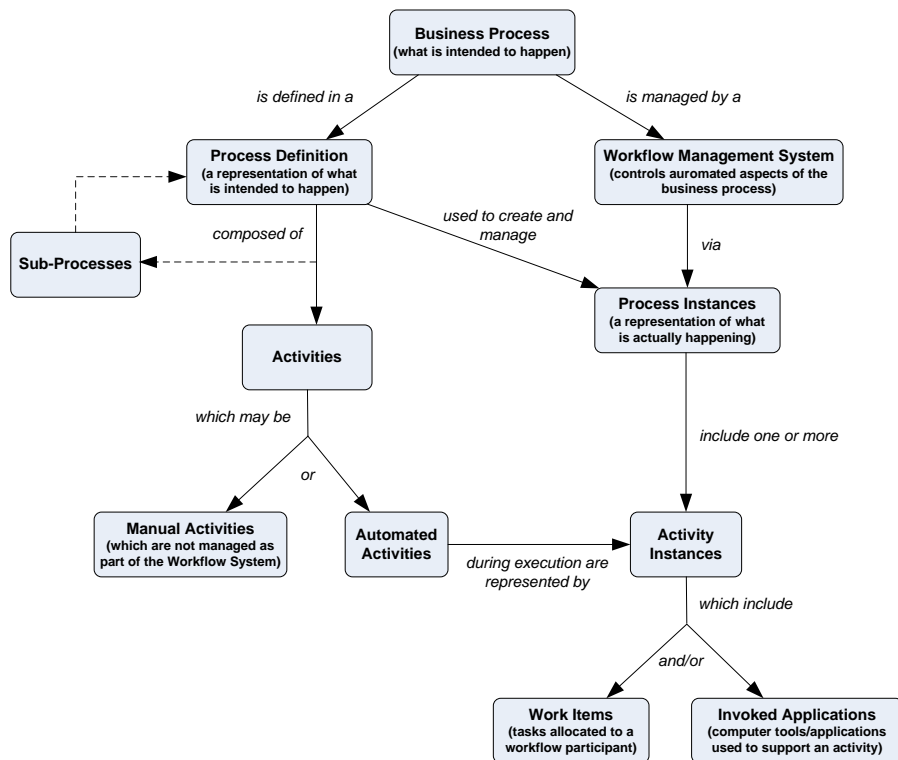 Business Process
(what is intended to happen)
is defined in a
is managed by a
Process Definition
(a representation of what
is intended to happen)
Workflow Management System
(controls auromated aspects of the
business process)
used to create and
manage
composed of
via
Sub-Processes
Process Instances
(a representation of what
is actually happening)
Activities
which may be
include one or more
or
Manual Activities
(which are not managed as
part of the Workflow System)
Automated
Activities
Activity
Instances
during execution are
represented by
which include
and/or
Work Items
(tasks allocated to a
workflow participant)
Invoked Applications
(computer tools/applications
used to support an activity)